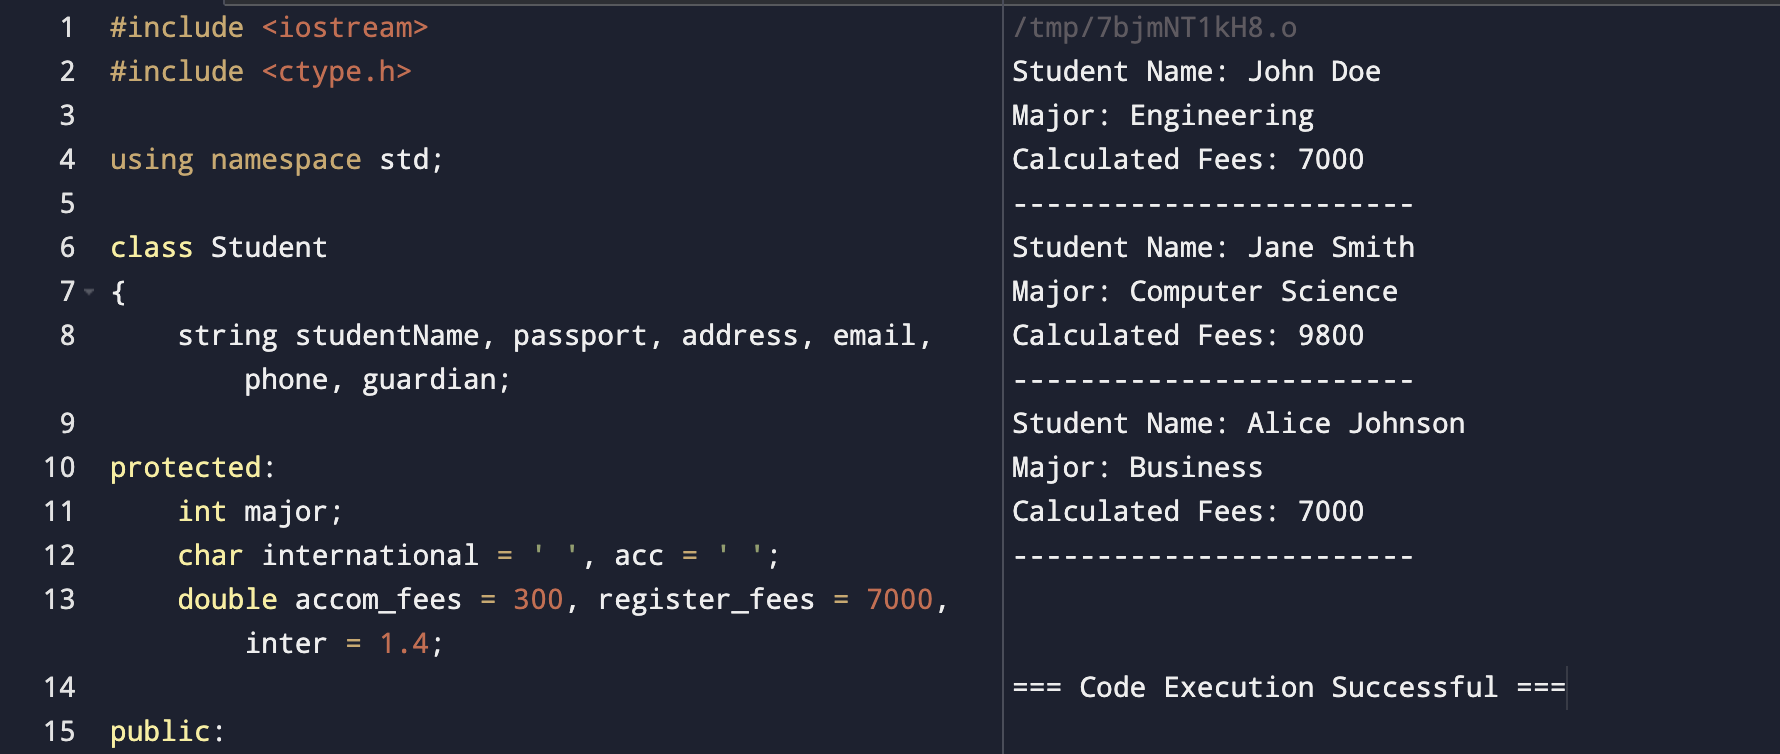 1 #include <iostream>
2 #include <ctype.h>
3
4 using namespace std;
5
6 class Student
7 {
8 string studentName, passport, address, email,
phone, guardian;
9
10 protected:
11 int major;
12 char international = ' ', acc = ' ';
13 double accom_fees = 300, register_fees = 7000,
inter = 1.4;
14
15 public:
/tmp/7bjmNT1kH8.o
Student Name: John Doe
Major: Engineering
Calculated Fees: 7000
------------------------
Student Name: Jane Smith
Major: Computer Science
Calculated Fees: 9800
------------------------
Student Name: Alice Johnson
Major: Business
Calculated Fees: 7000
------------------------
=== Code Execution Successful ===